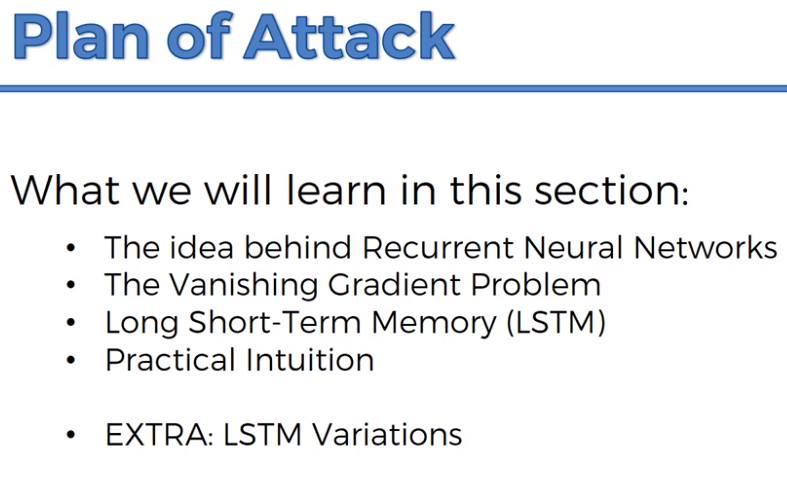 Plan of Attack
What we will learn in this section:
• The idea behind Recurrent Neural Networks
• The Vanishing Gradient Problem
• Long Short-Term Memory (LSTM)
• Practical Intuition
• EXTRA: LSTM Variations